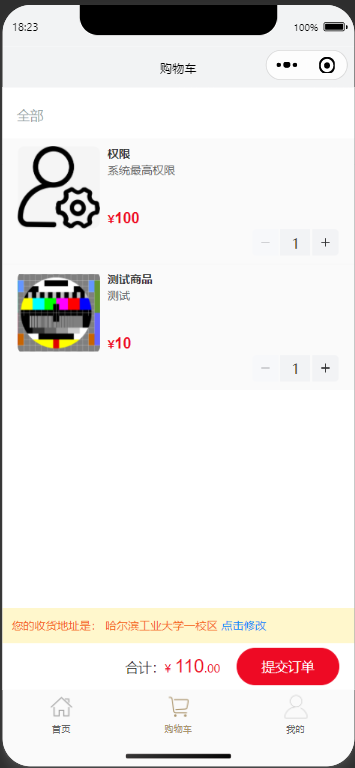 18:23 100%
购物车
全部
权限
系统最高权限
¥100
− 1 +
测试商品
测试
¥10
− 1 +
您的收货地址是： 哈尔滨工业大学一校区 点击修改
合计：¥ 110.00 提交订单
首页 购物车 我的